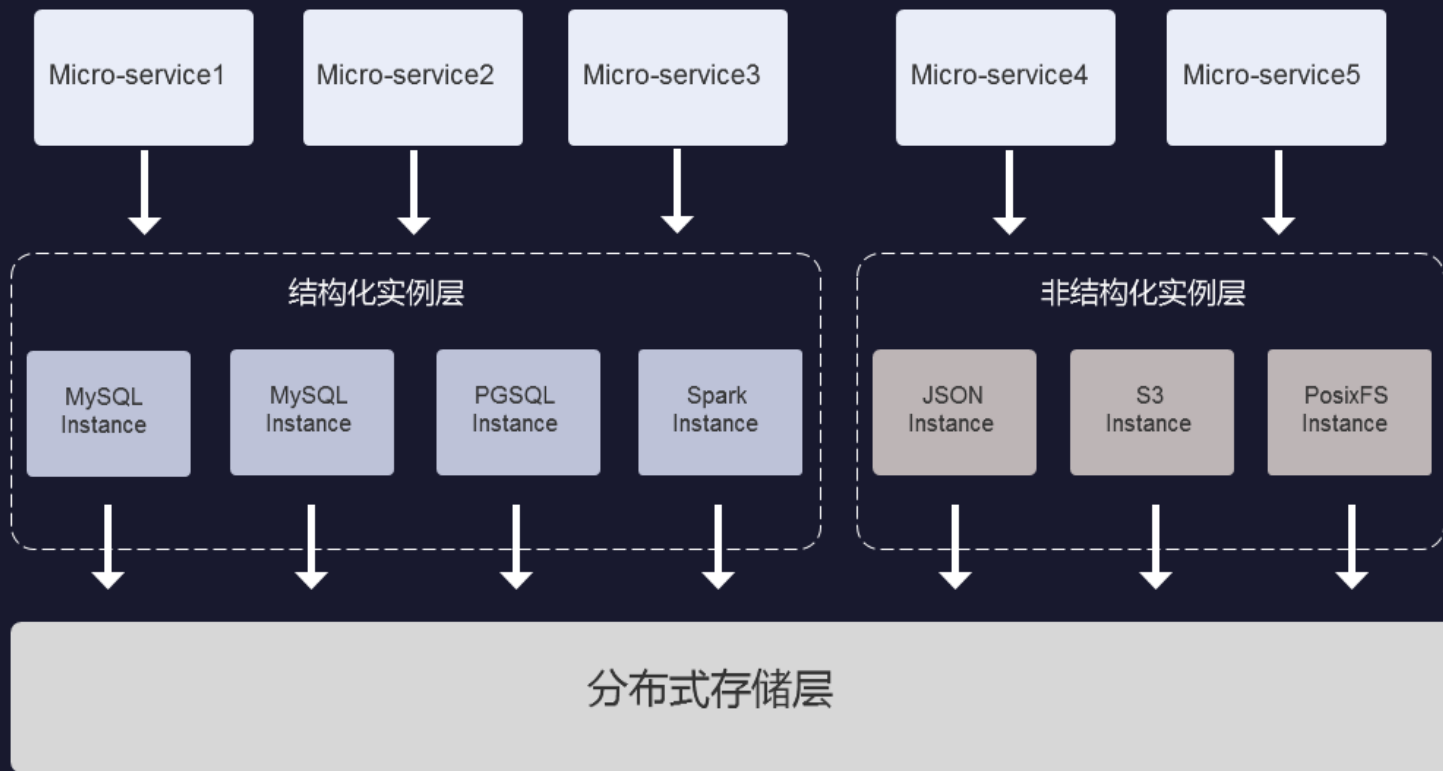 Micro-service1
Micro-service2
Micro-service3
Micro-service4
Micro-service5
结构化实例层
非结构化实例层
MySQL
Instance
MySQL
Instance
PGSQL
Instance
Spark
Instance
JSON
Instance
S3
Instance
PosixFS
Instance
分布式存储层